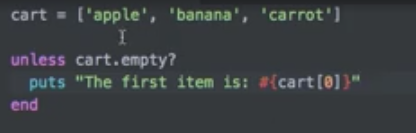 cart = ['apple', 'banana', 'carrot']
unless cart.empty?
puts "The first item is: #{cart[0]}"
end